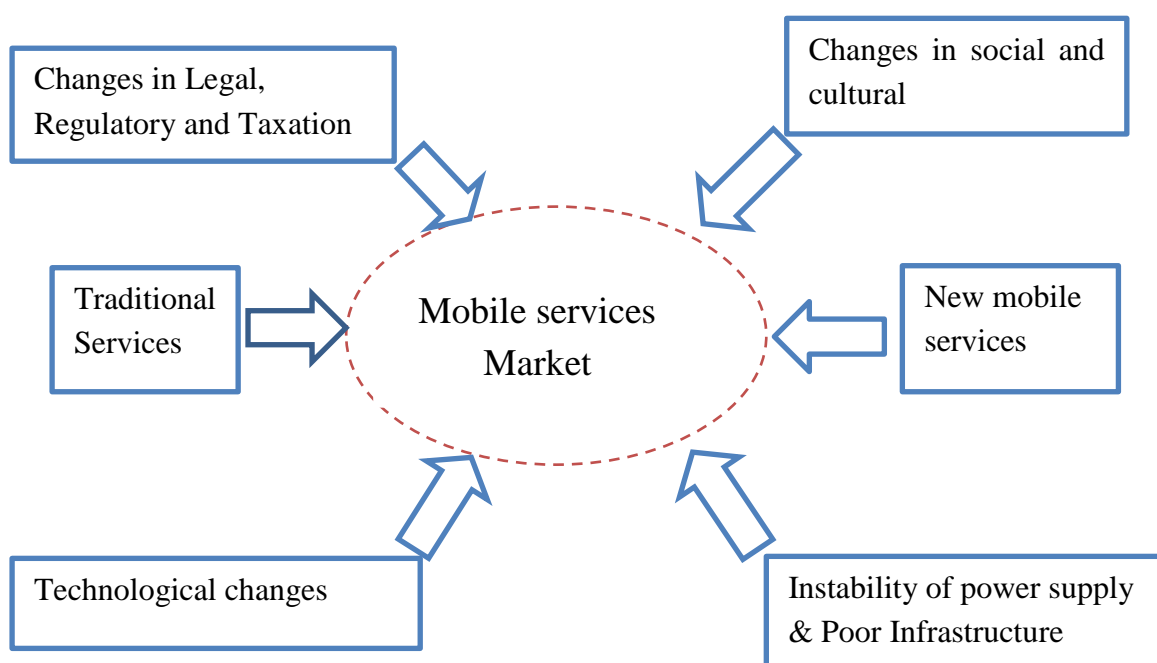 Changes in Legal,
Regulatory and Taxation
Changes in social and
cultural
Traditional
Services
Mobile services
Market
New mobile
services
Technological changes
Instability of power supply
& Poor Infrastructure